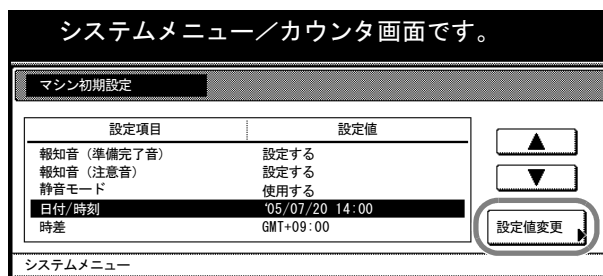 システムメニュー／カウンタ画面です。
マシン初期設定
設定項目 設定値
報知音（準備完了音） 設定する
報知音（注意音） 設定する
静音モード 使用する
日付/時刻 '05/07/20 14:00
時差 GMT+09:00
▲
▼
設定値変更
システムメニュー